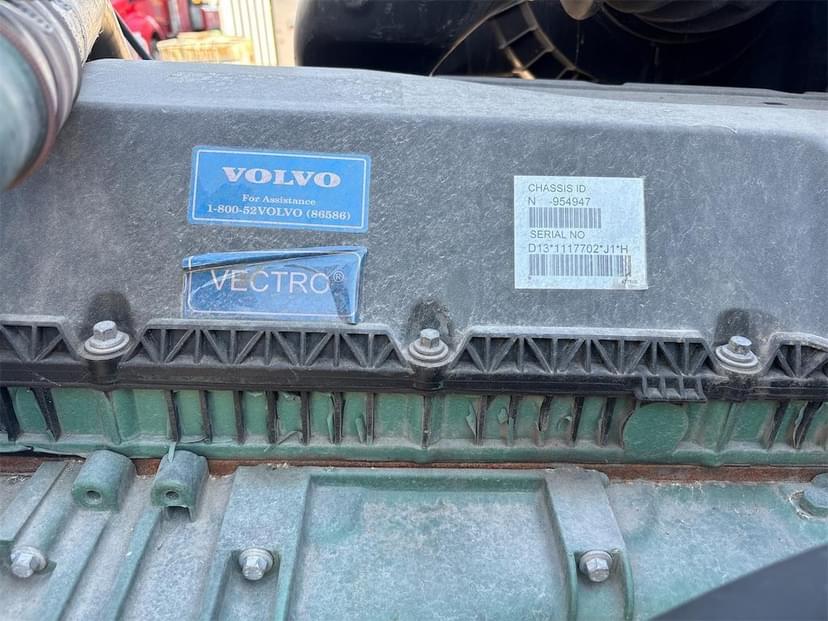 VOLVO
For Assistance
1-800-52VOLVO (86586)
VECTRO®
CHASSIS ID
N -954947
SERIAL NO
D13*1117702*J1*H